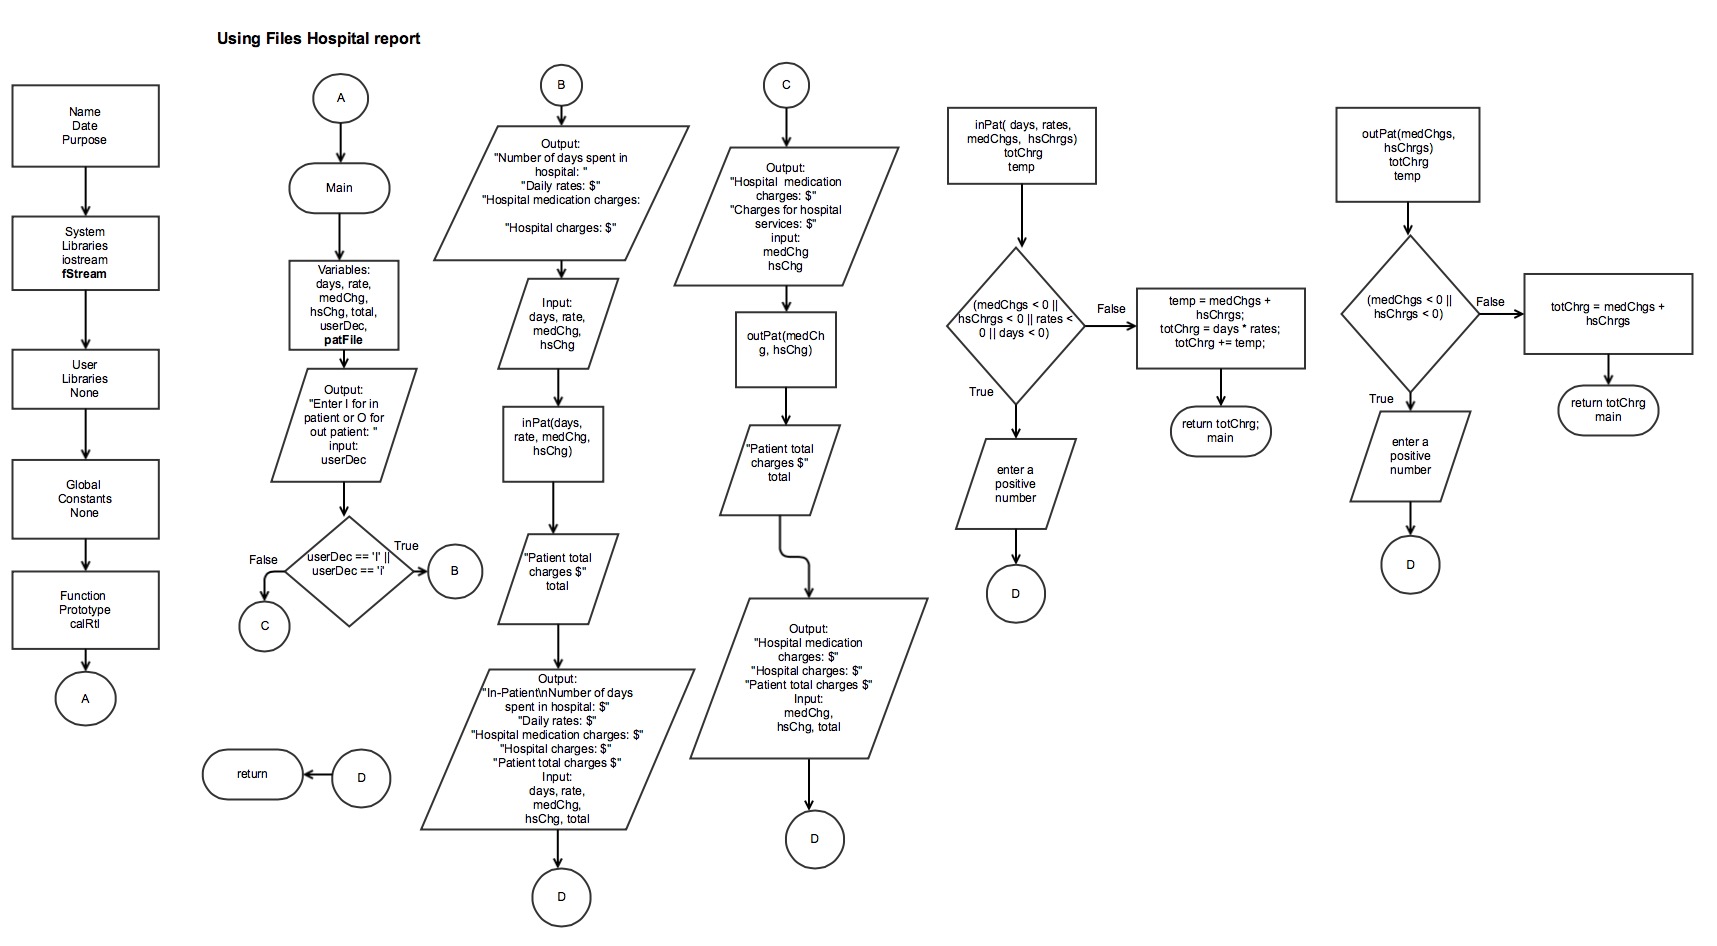 Using Files Hospital report
Name
Date
Purpose
System
Libraries
iostream
fStream
User
Libraries
None
Global
Constants
None
Function
Prototype
calRtl
A
A
Main
Variables:
days, rate,
medChg,
hsChg, total,
userDec,
patFile
Output:
"Enter I for in
patient or O for
out patient: "
input:
userDec
userDec == 'I' ||
userDec == 'i'
False
True
C
B
return
D
B
Output:
"Number of days spent in
hospital: "
"Daily rates: $"
"Hospital medication charges:
"Hospital charges: $"
Input:
days, rate,
medChg,
hsChg
inPat(days,
rate, medChg,
hsChg)
"Patient total
charges $"
total
Output:
"In-Patient\nNumber of days
spent in hospital: $"
"Daily rates: $"
"Hospital medication charges: $"
"Hospital charges: $"
"Patient total charges $"
Input:
days, rate,
medChg,
hsChg, total
D
C
Output:
"Hospital  medication
charges: $"
"Charges for hospital
services: $"
input:
medChg
hsChg
outPat(medCh
g, hsChg)
"Patient total
charges $"
total
Output:
"Hospital medication
charges: $"
"Hospital charges: $"
"Patient total charges $"
Input:
medChg,
hsChg, total
D
inPat( days, rates,
medChgs,  hsChrgs)
totChrg
temp
(medChgs < 0 ||
hsChrgs < 0 || rates <
0 || days < 0)
False
True
temp = medChgs +
hsChrgs;
totChrg = days * rates;
totChrg += temp;
return totChrg;
main
enter a
positive
number
D
outPat(medChgs,
hsChrgs)
totChrg
temp
(medChgs < 0 ||
hsChrgs < 0)
False
True
totChrg = medChgs +
hsChrgs
return totChrg
main
enter a
positive
number
D